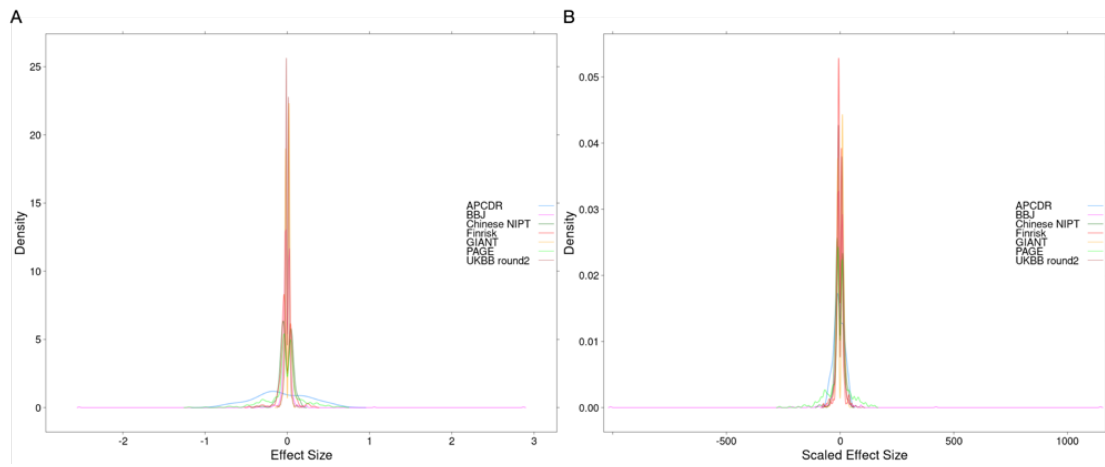 A
B
-2 -1 0 1 2 3
0 5 10 15 20 25
Density
Effect Size
APCDR
BBJ
Chinese NIPT
Finrisk
GIANT
PAGE
UKBB round2
-500 0 500 1000
0.00 0.01 0.02 0.03 0.04 0.05
Density
Scaled Effect Size
APCDR
BBJ
Chinese NIPT
Finrisk
GIANT
PAGE
UKBB round2